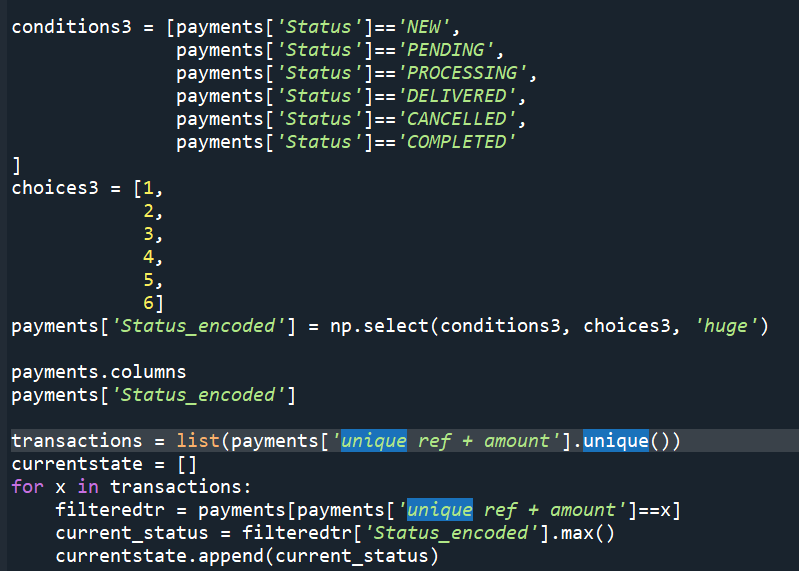 conditions3 = [payments['Status']=='NEW',
               payments['Status']=='PENDING',
               payments['Status']=='PROCESSING',
               payments['Status']=='DELIVERED',
               payments['Status']=='CANCELLED',
               payments['Status']=='COMPLETED'
]
choices3 = [1,
            2,
            3,
            4,
            5,
            6]
payments['Status_encoded'] = np.select(conditions3, choices3, 'huge')
payments.columns
payments['Status_encoded']
transactions = list(payments['unique ref + amount'].unique())
currentstate = []
for x in transactions:
    filteredtr = payments[payments['unique ref + amount']==x]
    current_status = filteredtr['Status_encoded'].max()
    currentstate.append(current_status)